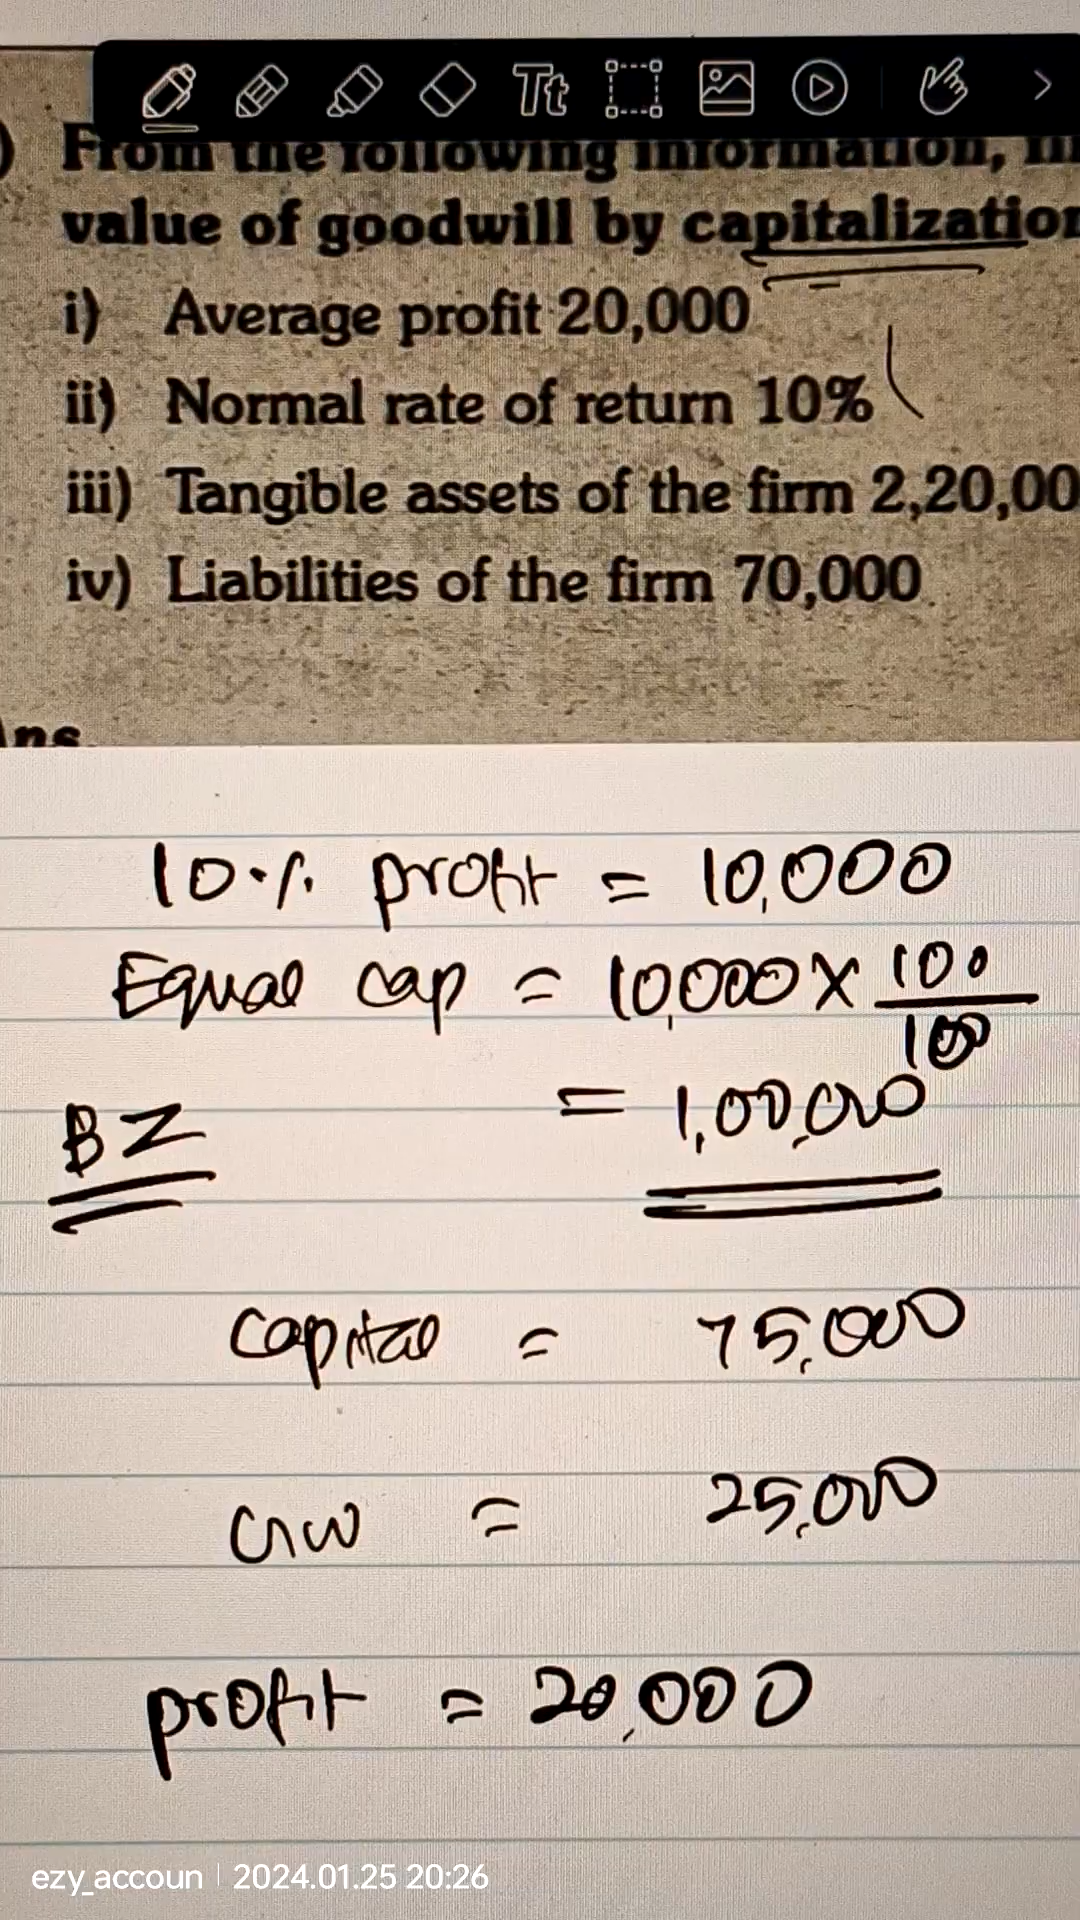 Tt
) From the following information,
value of goodwill by capitalization
i) Average profit 20,000
ii) Normal rate of return 10%
iii) Tangible assets of the firm 2,20,00
iv) Liabilities of the firm 70,000
Ans
10% profit = 10,000
Equal cap = 10,000 X 100
100
= 1,00,000
BZ
Capital = 75,000
GW = 25,000
profit = 20,000
ezy_accoun | 2024.01.25 20:26